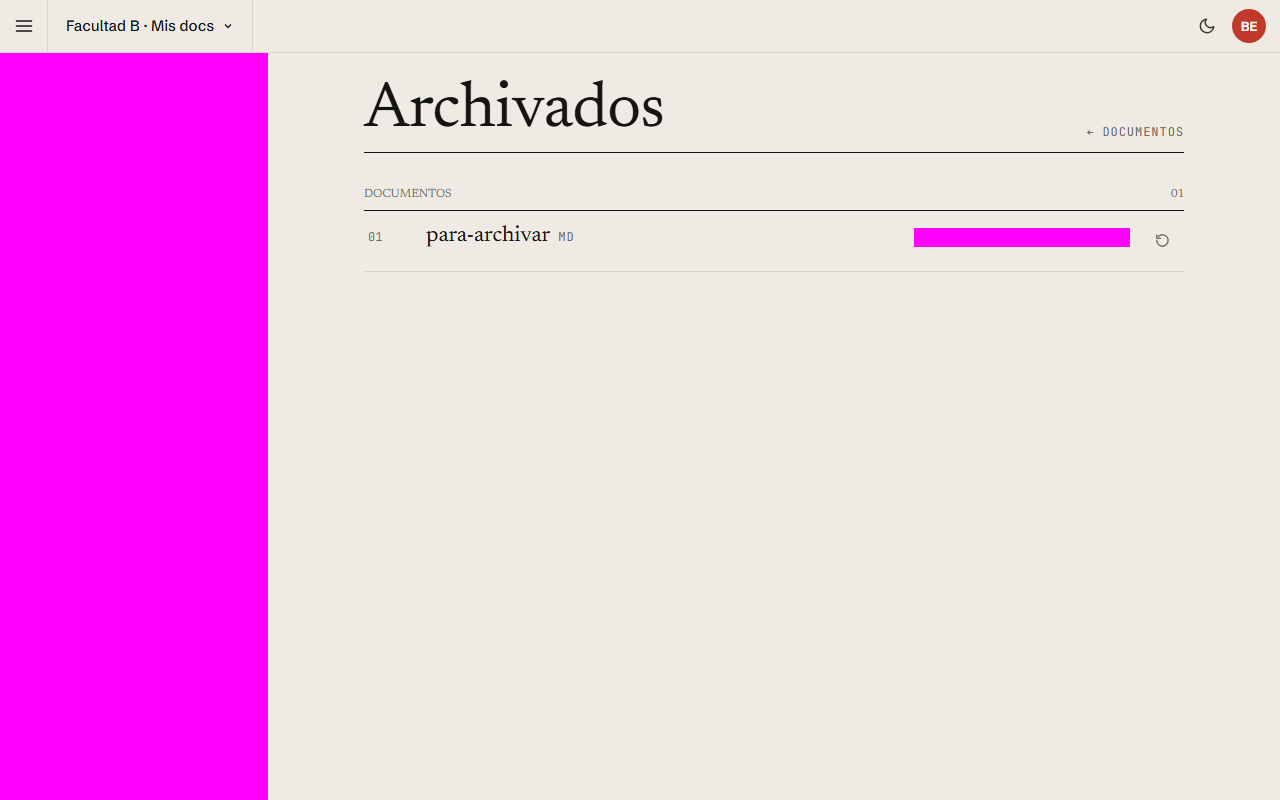 Facultad B · Mis docs
BE
Archivados
← DOCUMENTOS
DOCUMENTOS
01
01
para-archivar MD